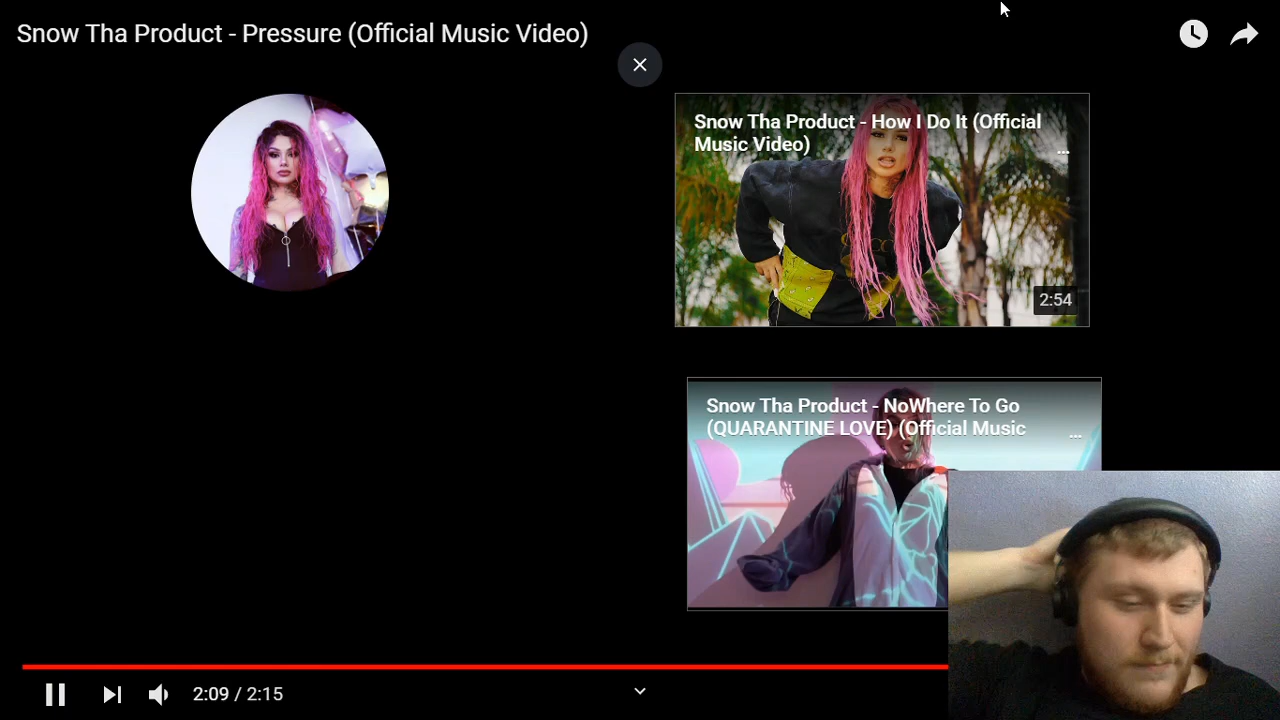 Snow Tha Product - Pressure (Official Music Video)
Snow Tha Product - How I Do It (Official
Music Video)
2:54
Snow Tha Product - NoWhere To Go
(QUARANTINE LOVE) (Official Music
2:09 / 2:15